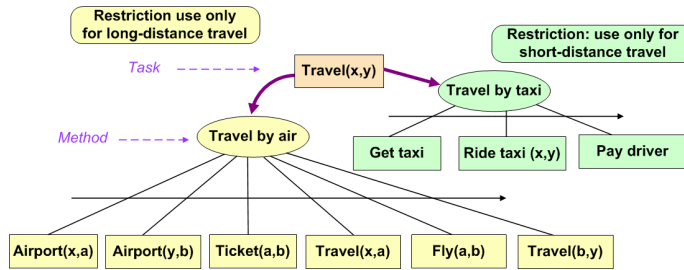 Restriction use only
for long-distance travel
Restriction: use only for
short-distance travel
Task
Travel(x,y)
Travel by taxi
Method
Travel by air
Get taxi
Ride taxi (x,y)
Pay driver
Airport(x,a)
Airport(y,b)
Ticket(a,b)
Travel(x,a)
Fly(a,b)
Travel(b,y)